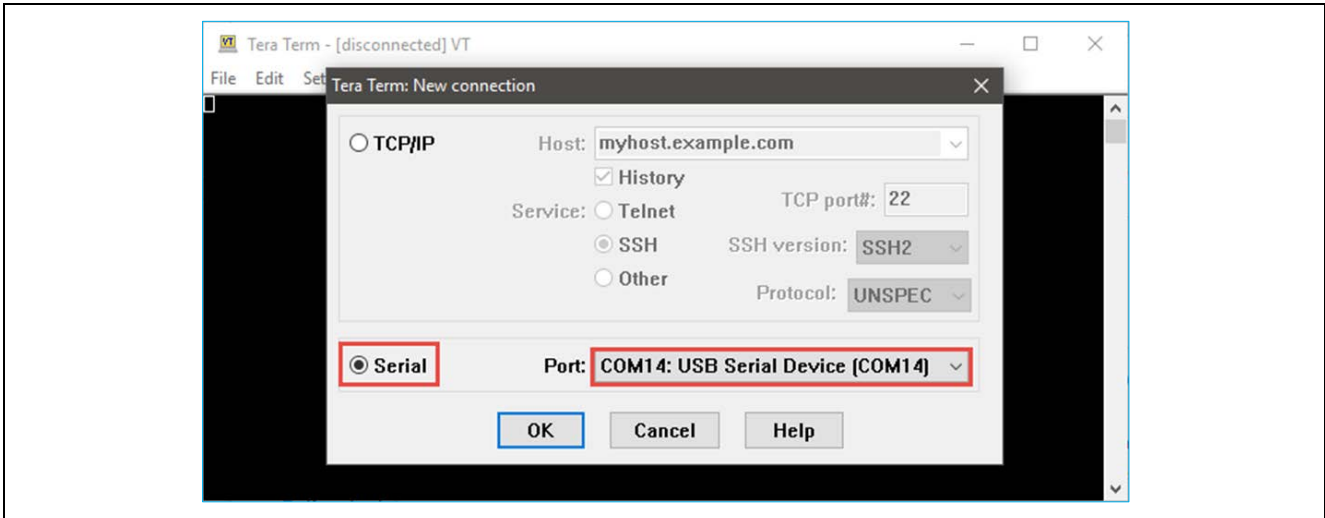 Tera Term - [disconnected] VT
File Edit Set
Tera Term: New connection
TCP/IP Host: myhost.example.com
History
Service: Telnet TCP port#: 22
SSH SSH version: SSH2
Other Protocol: UNSPEC
Serial Port: COM14: USB Serial Device (COM14)
OK Cancel Help